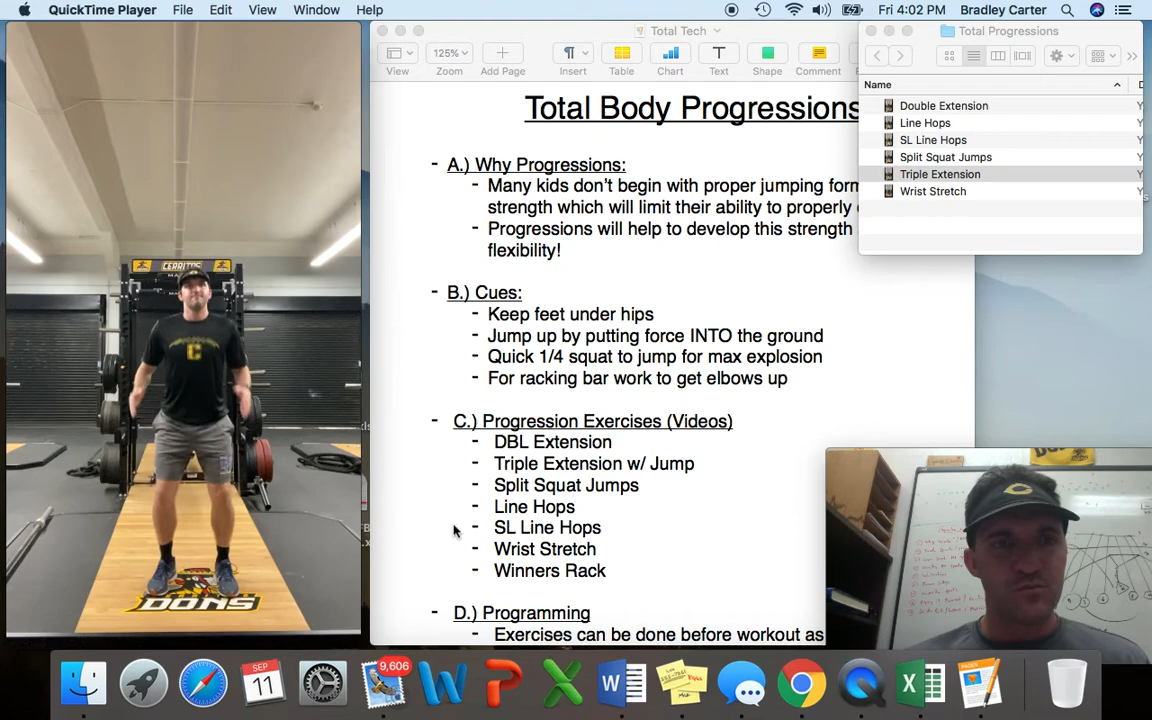 QuickTime Player File Edit View Window Help
Fri 4:02 PM Bradley Carter
Total Tech
125%
View Zoom Add Page Insert Table Chart Text Shape Comment
Total Body Progressions
- A.) Why Progressions:
- Many kids don't begin with proper jumping form
strength which will limit their ability to properly
- Progressions will help to develop this strength
flexibility!
- B.) Cues:
- Keep feet under hips
- Jump up by putting force INTO the ground
- Quick 1/4 squat to jump for max explosion
- For racking bar work to get elbows up
- C.) Progression Exercises (Videos)
- DBL Extension
- Triple Extension w/ Jump
- Split Squat Jumps
- Line Hops
- SL Line Hops
- Wrist Stretch
- Winners Rack
- D.) Programming
- Exercises can be done before workout as
Total Progressions
Name
Double Extension
Line Hops
SL Line Hops
Split Squat Jumps
Triple Extension
Wrist Stretch
CERRITOS
C
DONS
SEP
11
9,606
W
P
X
W
X
PAGES